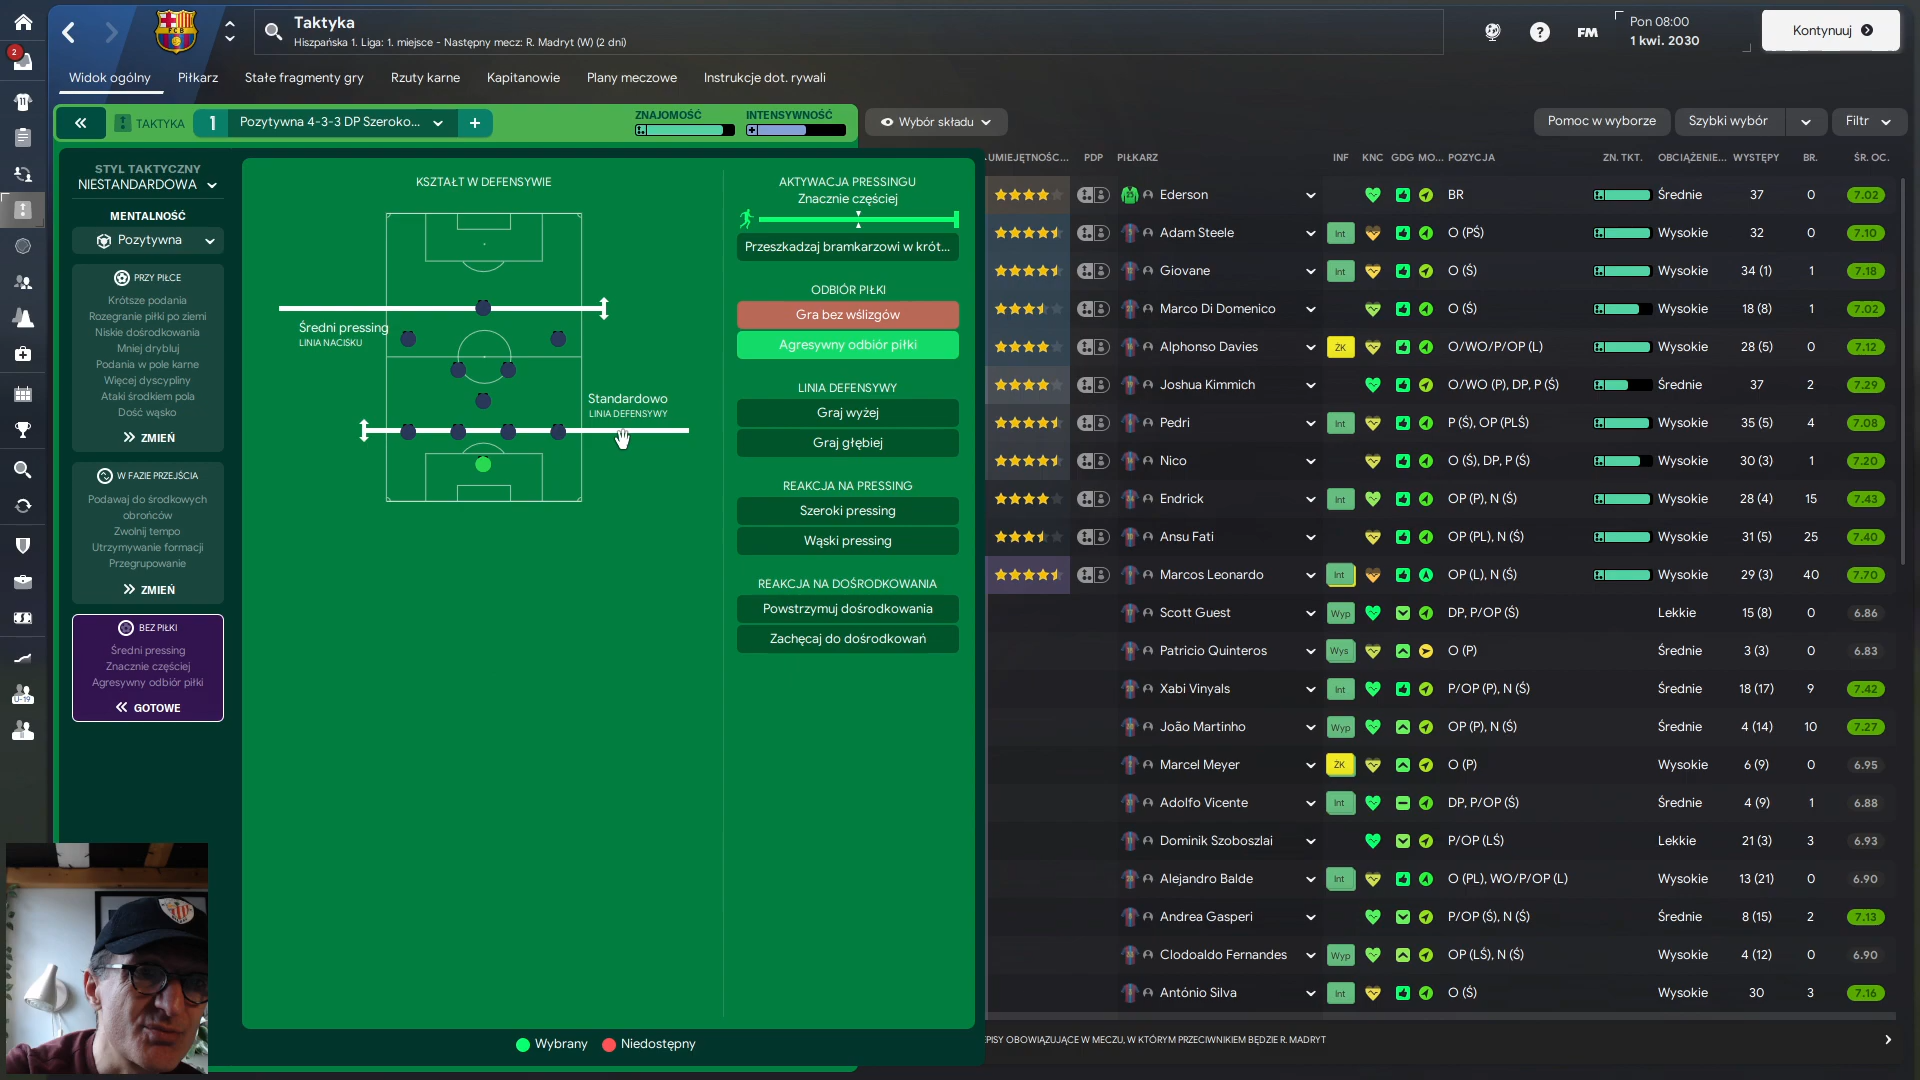 2
11
U-19
Taktyka
Hiszpańska 1. Liga: 1. miejsce - Następny mecz: R. Madryt (W) (2 dni)
?
FM
Pon 08:00
1 kwi. 2030
Kontynuuj
Widok ogólny
Piłkarz
Stałe fragmenty gry
Rzuty karne
Kapitanowie
Plany meczowe
Instrukcje dot. rywali
TAKTYKA
1
Pozytywna 4-3-3 DP Szeroko...
+
ZNAJOMOŚĆ
INTENSYWNOŚĆ
Wybór składu
Pomoc w wyborze
Szybki wybór
Filtr
STYL TAKTYCZNY
NIESTANDARDOWA
MENTALNOŚĆ
Pozytywna
PRZY PIŁCE
Krótsze podania
Rozegranie piłki po ziemi
Niskie dośrodkowania
Mniej drybluj
Podania w pole karne
Więcej dyscypliny
Ataki środkiem pola
Dość wąsko
ZMIEŃ
W FAZIE PRZEJŚCIA
Podawaj do środkowych
obrońców
Zwolnij tempo
Utrzymywanie formacji
Przegrupowanie
ZMIEŃ
BEZ PIŁKI
Średni pressing
Znacznie częściej
Agresywny odbiór piłki
GOTOWE
KSZTAŁT W DEFENSYWIE
Średni pressing
LINIA NACISKU
Standardowo
LINIA DEFENSYWY
AKTYWACJA PRESSINGU
Znacznie częściej
Przeszkadzaj bramkarzowi w krót...
ODBIÓR PIŁKI
Gra bez wślizgów
Agresywny odbiór piłki
LINIA DEFENSYWY
Graj wyżej
Graj głębiej
REAKCJA NA PRESSING
Szeroki pressing
Wąski pressing
REAKCJA NA DOŚRODKOWANIA
Powstrzymuj dośrodkowania
Zachęcaj do dośrodkowań
Wybrany
Niedostępny
UMIEJĘTNOŚC... PDP PIŁKARZ INF KNC GDG MO... POZYCJA ZN. TKT. OBCIĄŻENIE... WYSTĘPY BR. ŚR. OC.
Ederson BR Średnie 37 0 7.02
Adam Steele Int O (PŚ) Wysokie 32 0 7.10
Giovane Int O (Ś) Wysokie 34 (1) 1 7.18
Marco Di Domenico O (Ś) Wysokie 18 (8) 1 7.02
Alphonso Davies ŻK O/WO/P/OP (L) Wysokie 28 (5) 0 7.12
Joshua Kimmich O/WO (P), DP, P (Ś) Średnie 37 2 7.29
Pedri Int P (Ś), OP (PLŚ) Wysokie 35 (5) 4 7.08
Nico O (Ś), DP, P (Ś) Wysokie 30 (3) 1 7.20
Endrick Int OP (P), N (Ś) Wysokie 28 (4) 15 7.43
Ansu Fati OP (PL), N (Ś) Wysokie 31 (5) 25 7.40
Marcos Leonardo Int OP (L), N (Ś) Wysokie 29 (3) 40 7.70
Scott Guest Wyp DP, P/OP (Ś) Lekkie 15 (8) 0 6.86
Patricio Quinteros Wys O (P) Średnie 3 (3) 0 6.83
Xabi Vinyals Int P/OP (P), N (Ś) Średnie 18 (17) 9 7.42
João Martinho Wyp OP (P), N (Ś) Średnie 4 (14) 10 7.27
Marcel Meyer ŻK O (P) Wysokie 6 (9) 0 6.95
Adolfo Vicente Int DP, P/OP (Ś) Średnie 4 (9) 1 6.88
Dominik Szoboszlai P/OP (LŚ) Lekkie 21 (3) 3 6.93
Alejandro Balde Int O (PL), WO/P/OP (L) Wysokie 13 (21) 0 6.90
Andrea Gasperi P/OP (Ś), N (Ś) Średnie 8 (15) 2 7.13
Clodoaldo Fernandes Wyp OP (LŚ), N (Ś) Wysokie 4 (12) 0 6.90
António Silva Int O (Ś) Wysokie 30 3 7.16
OBOWIĄZUJĄCE W MECZU, W KTÓRYM PRZECIWNIKIEM BĘDZIE R. MADRYT